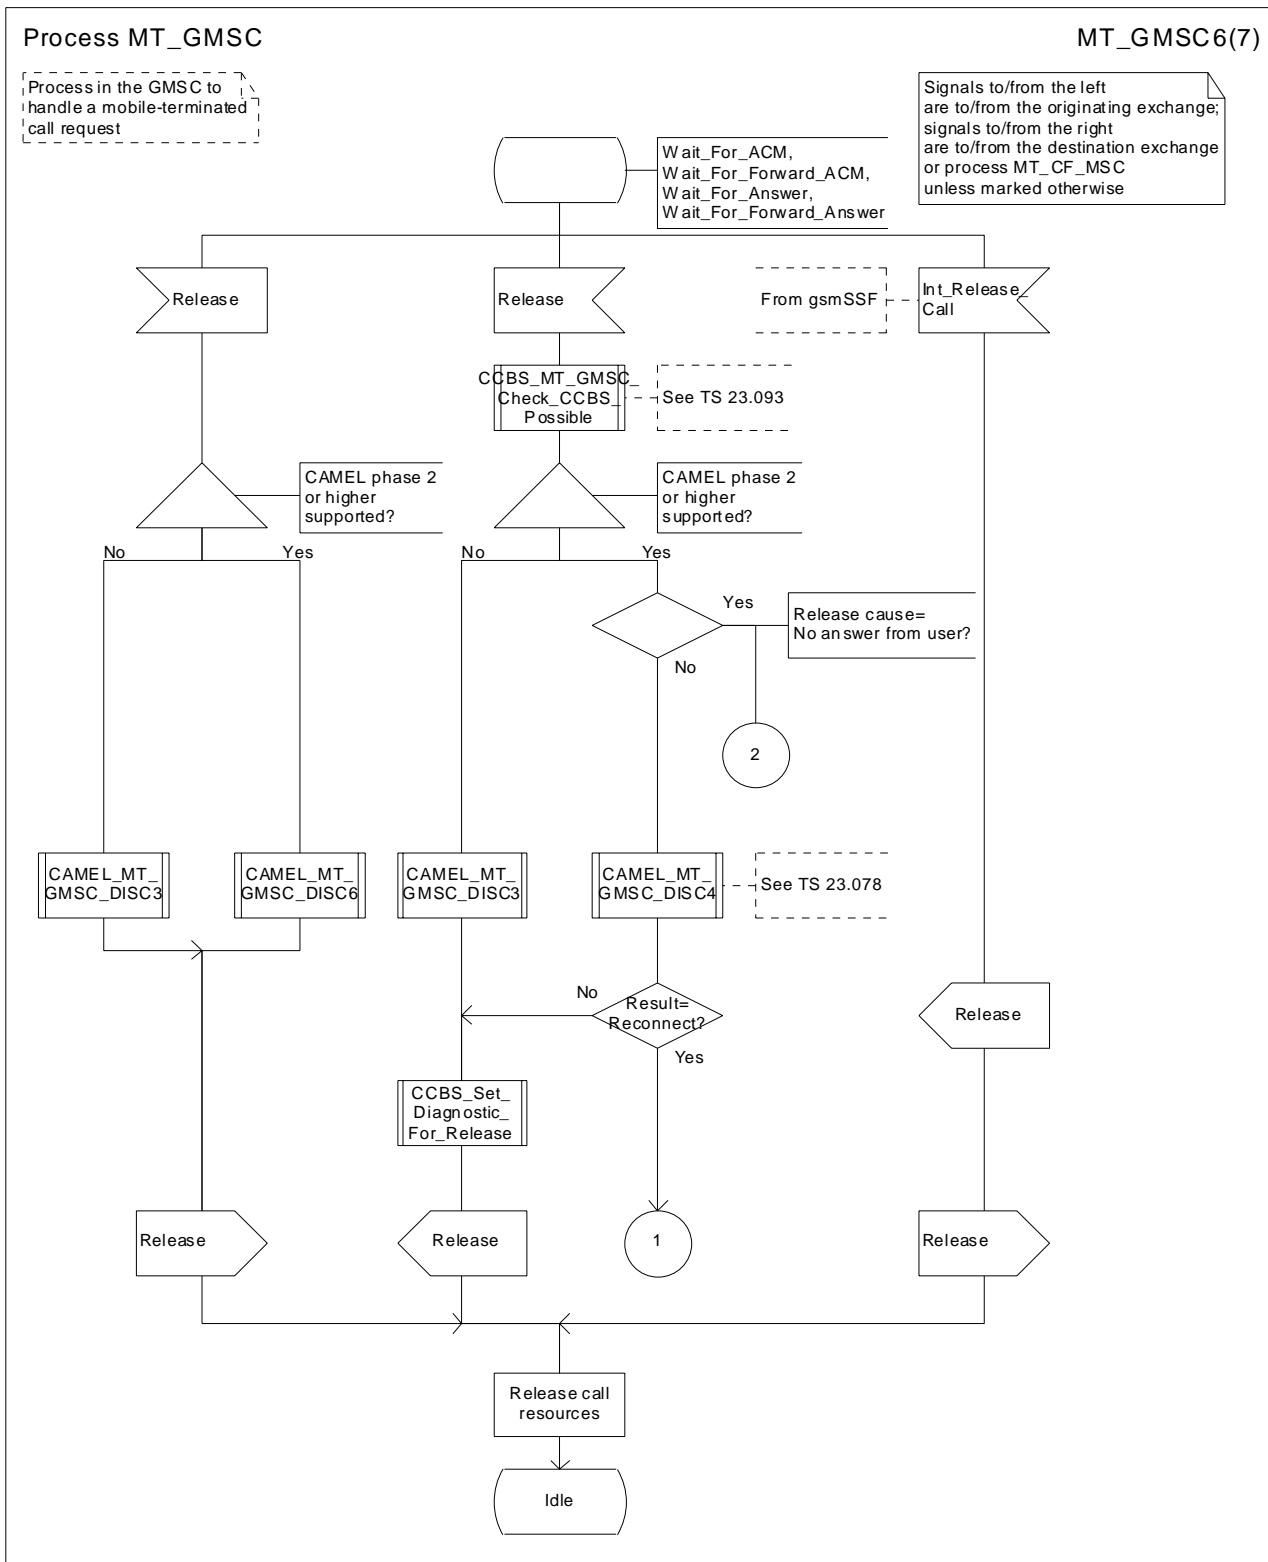 Process MT_GMSC
MT_GMSC6(7)
Process in the GMSC to
handle a mobile-terminated
call request
Signals to/from the left
are to/from the originating exchange;
signals to/from the right
are to/from the destination exchange
or process MT_CF_MSC
unless marked otherwise
Wait_For_ACM,
Wait_For_Forward_ACM,
Wait_For_Answer,
Wait_For_Forward_Answer
Release
Release
From gsmSSF
Int_Release_
Call
CCBS_MT_GMSC_
Check_CCBS_
Possible
See TS 23.093
CAMEL phase 2
or higher
supported?
CAMEL phase 2
or higher
supported?
No
Yes
No
Yes
Yes
Release cause=
No answer from user?
No
2
CAMEL_MT_
GMSC_DISC3
CAMEL_MT_
GMSC_DISC6
CAMEL_MT_
GMSC_DISC3
CAMEL_MT_
GMSC_DISC4
See TS 23.078
No
Result=
Reconnect?
Yes
Release
CCBS_Set_
Diagnostic_
For_Release
Release
Release
1
Release
Release call
resources
Idle